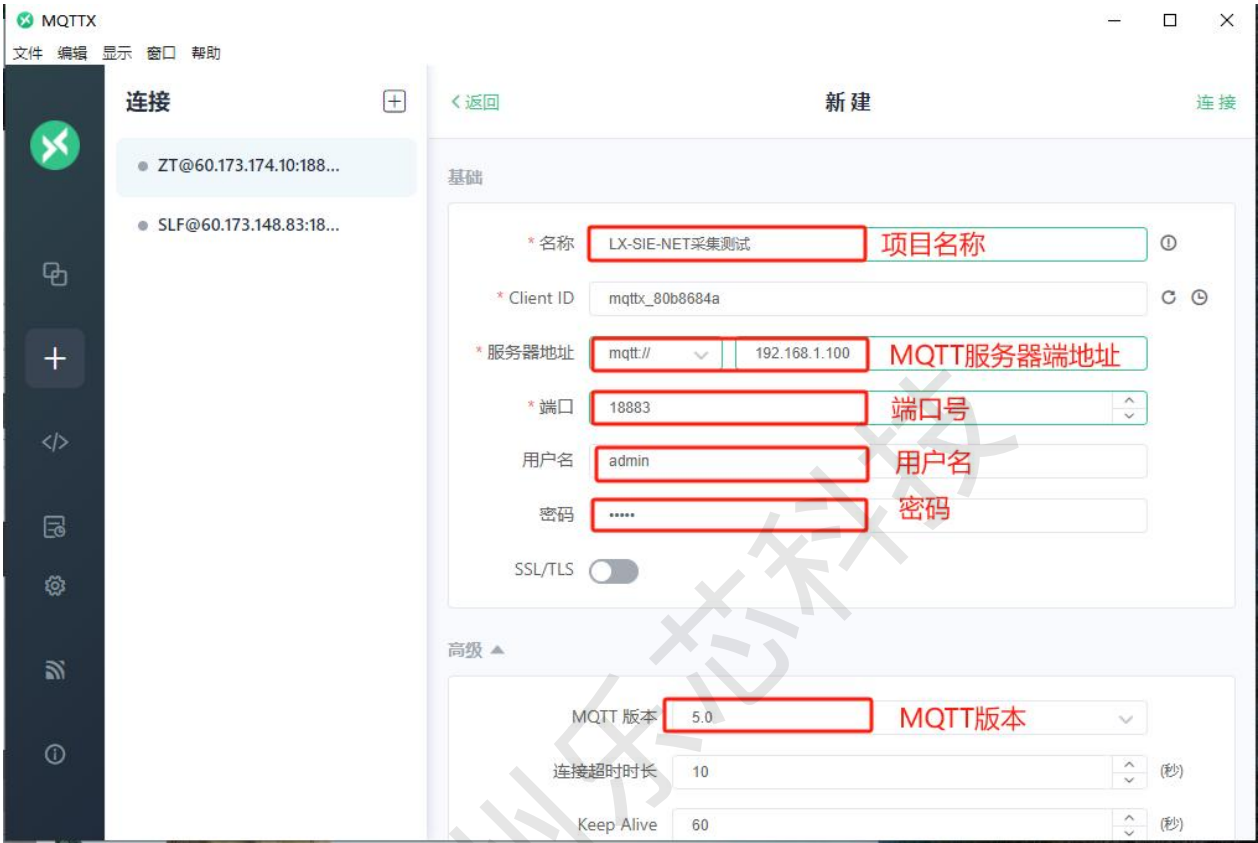 MQTTX
文件 编辑 显示 窗口 帮助
连接
ZT@60.173.174.10:188...
SLF@60.173.148.83:18...
返回 新建 连接
基础
* 名称 LX-SIE-NET采集测试 项目名称
* Client ID mqttx_80b8684a
* 服务器地址 mqtt:// 192.168.1.100 MQTT服务器端地址
* 端口 18883 端口号
用户名 admin 用户名
密码 ••••• 密码
SSL/TLS
高级
MQTT 版本 5.0 MQTT版本
连接超时时长 10 (秒)
Keep Alive 60 (秒)
州乐芯科技